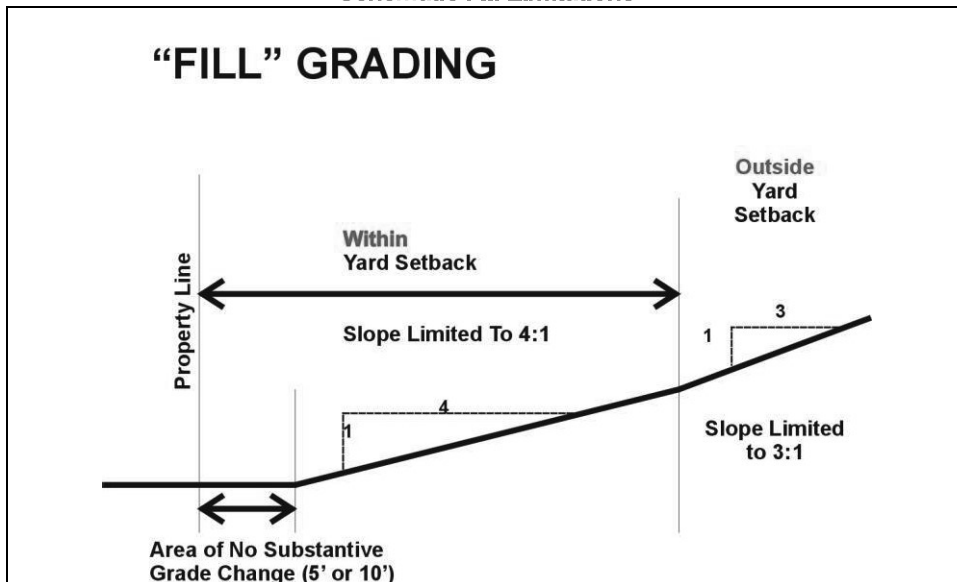 “FILL” GRADING
Outside
Yard
Setback
Within
Yard Setback
Property Line
3
1
Slope Limited To 4:1
4
1
Slope Limited
to 3:1
Area of No Substantive
Grade Change (5’ or 10’)